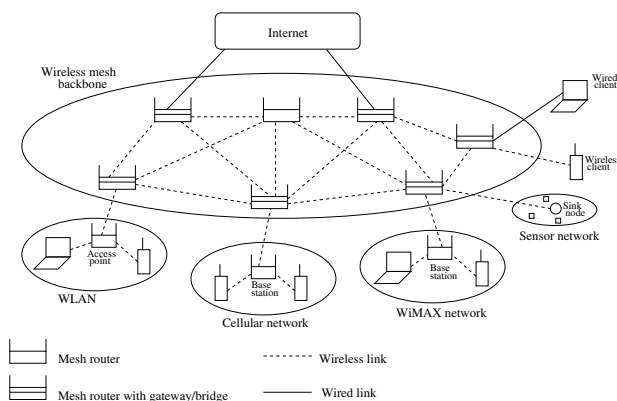 Internet
Wireless mesh
backbone
Wired
client
Wireless
client
Sink
node
Sensor network
Access
point
WLAN
Base
station
Cellular network
Base
station
WiMAX network
Mesh router
Wireless link
Mesh router with gateway/bridge
Wired link